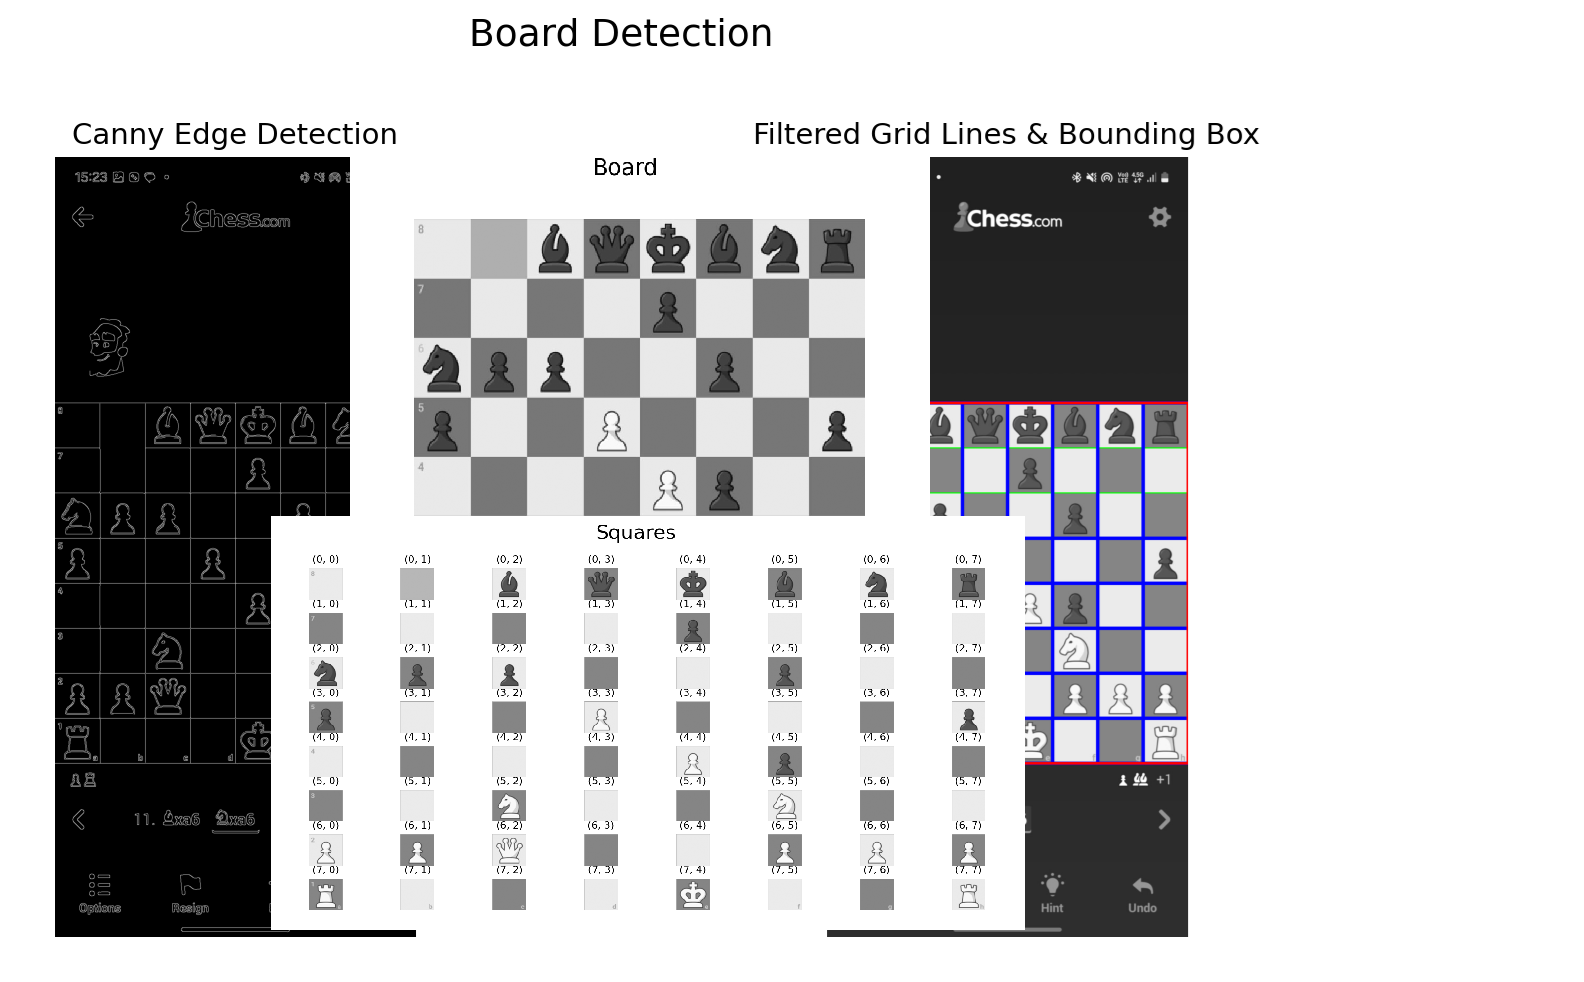 Board Detection
Canny Edge Detection
Filtered Grid Lines & Bounding Box
Board
15:23
Chess.com
8
7
6
5
4
3
2
1
a b c d
11. xa6 xa6
Options
Resign
8
7
6
5
4
Squares
(0, 0) (0, 1) (0, 2) (0, 3) (0, 4) (0, 5) (0, 6) (0, 7)
(1, 0) (1, 1) (1, 2) (1, 3) (1, 4) (1, 5) (1, 6) (1, 7)
(2, 0) (2, 1) (2, 2) (2, 3) (2, 4) (2, 5) (2, 6) (2, 7)
(3, 0) (3, 1) (3, 2) (3, 3) (3, 4) (3, 5) (3, 6) (3, 7)
(4, 0) (4, 1) (4, 2) (4, 3) (4, 4) (4, 5) (4, 6) (4, 7)
(5, 0) (5, 1) (5, 2) (5, 3) (5, 4) (5, 5) (5, 6) (5, 7)
(6, 0) (6, 1) (6, 2) (6, 3) (6, 4) (6, 5) (6, 6) (6, 7)
(7, 0) (7, 1) (7, 2) (7, 3) (7, 4) (7, 5) (7, 6) (7, 7)
LTE
Chess.com
+1
Hint
Undo